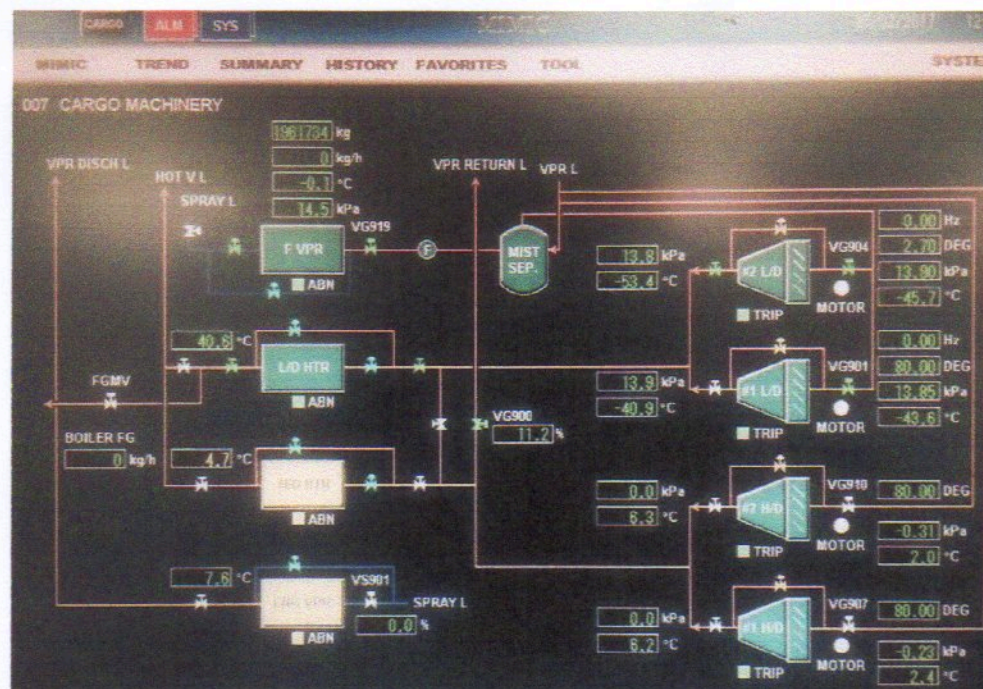 CARGO ALM SYS MIMIC
MIMIC TREND SUMMARY HISTORY FAVORITES TOOL
007 CARGO MACHINERY
1961734 kg
0 kg/h
-0.1 °C
14.5 kPa
VPR DISCH L
HOT V L
SPRAY L
VPR RETURN L
VPR L
F VPR
VG919
F
ABN
MIST
SEP.
13.8 kPa
-53.4 °C
#2 L/D
VG904
TRIP
MOTOR
0.00 Hz
2.70 DEG
13.90 kPa
-45.7 °C
40.6 °C
L/D HTR
ABN
FGMV
BOILER FG
0 kg/h
VG900
11.2 %
13.9 kPa
-40.9 °C
#1 L/D
VG901
TRIP
MOTOR
0.00 Hz
80.00 DEG
13.85 kPa
-43.6 °C
4.7 °C
ABN
0.0 kPa
6.3 °C
#2 H/D
VG910
TRIP
MOTOR
80.00 DEG
-0.31 kPa
2.0 °C
7.6 °C
VS901
SPRAY L
0.0 %
ABN
0.0 kPa
6.2 °C
#1 H/D
VG907
TRIP
MOTOR
80.00 DEG
-0.23 kPa
2.4 °C